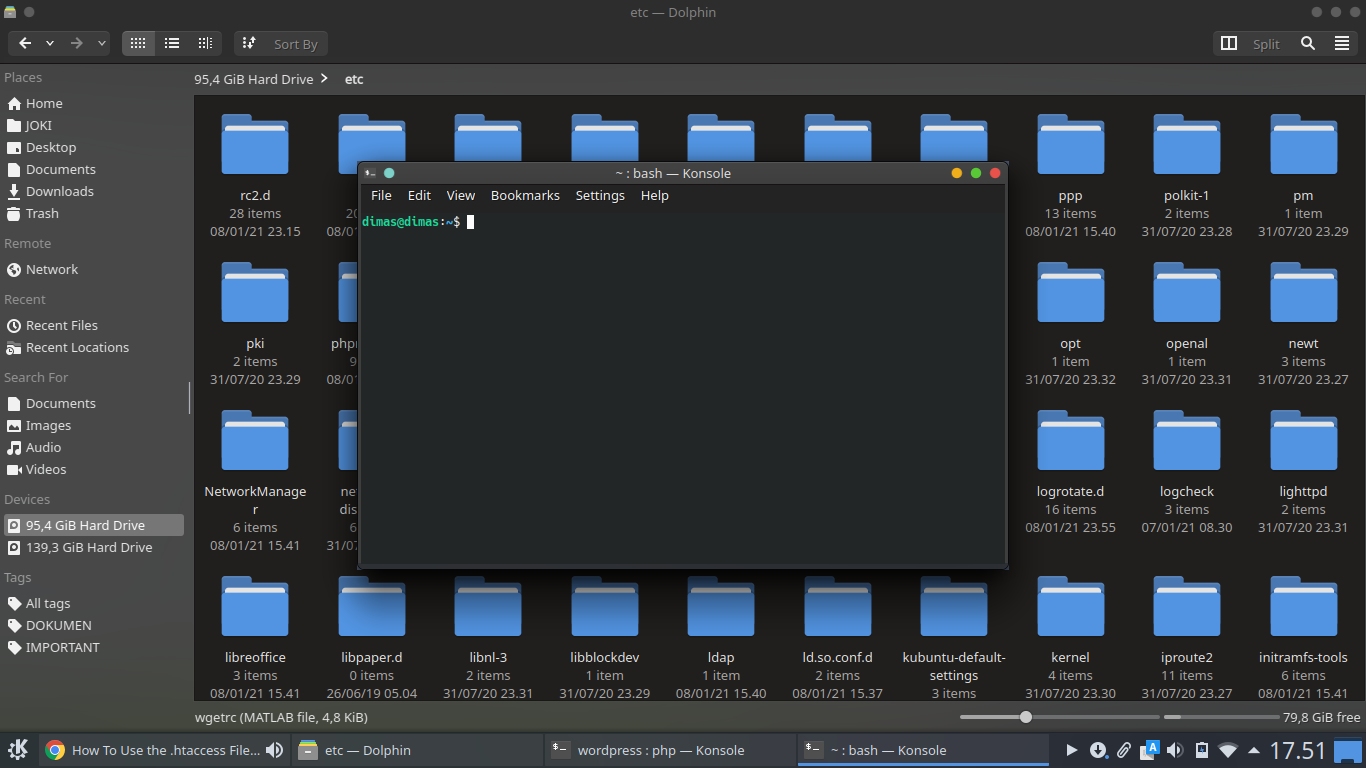 etc — Dolphin
Sort By
Split
Places
Home
JOKI
Desktop
Documents
Downloads
Trash
Remote
Network
Recent
Recent Files
Recent Locations
Search For
Documents
Images
Audio
Videos
Devices
95,4 GiB Hard Drive
139,3 GiB Hard Drive
Tags
All tags
DOKUMEN
IMPORTANT
95,4 GiB Hard Drive > etc
rc2.d
28 items
08/01/21 23.15
ppp
13 items
08/01/21 15.40
polkit-1
2 items
31/07/20 23.28
pm
1 item
31/07/20 23.29
~ : bash — Konsole
File Edit View Bookmarks Settings Help
dimas@dimas:~$
pki
2 items
31/07/20 23.29
opt
1 item
31/07/20 23.32
openal
1 item
31/07/20 23.31
newt
3 items
31/07/20 23.27
NetworkManage
r
6 items
08/01/21 15.41
logrotate.d
16 items
08/01/21 23.55
logcheck
3 items
07/01/21 08.30
lighttpd
2 items
31/07/20 23.31
libreoffice
3 items
08/01/21 15.41
libpaper.d
0 items
26/06/19 05.04
libnl-3
2 items
31/07/20 23.31
libblockdev
1 item
31/07/20 23.29
ldap
1 item
08/01/21 15.40
ld.so.conf.d
2 items
08/01/21 15.37
kubuntu-default-
settings
3 items
kernel
4 items
31/07/20 23.30
iproute2
11 items
31/07/20 23.27
initramfs-tools
6 items
08/01/21 15.41
wgetrc (MATLAB file, 4,8 KiB)
79,8 GiB free
How To Use the .htaccess File...
etc — Dolphin
wordpress : php — Konsole
~ : bash — Konsole
A
17.51